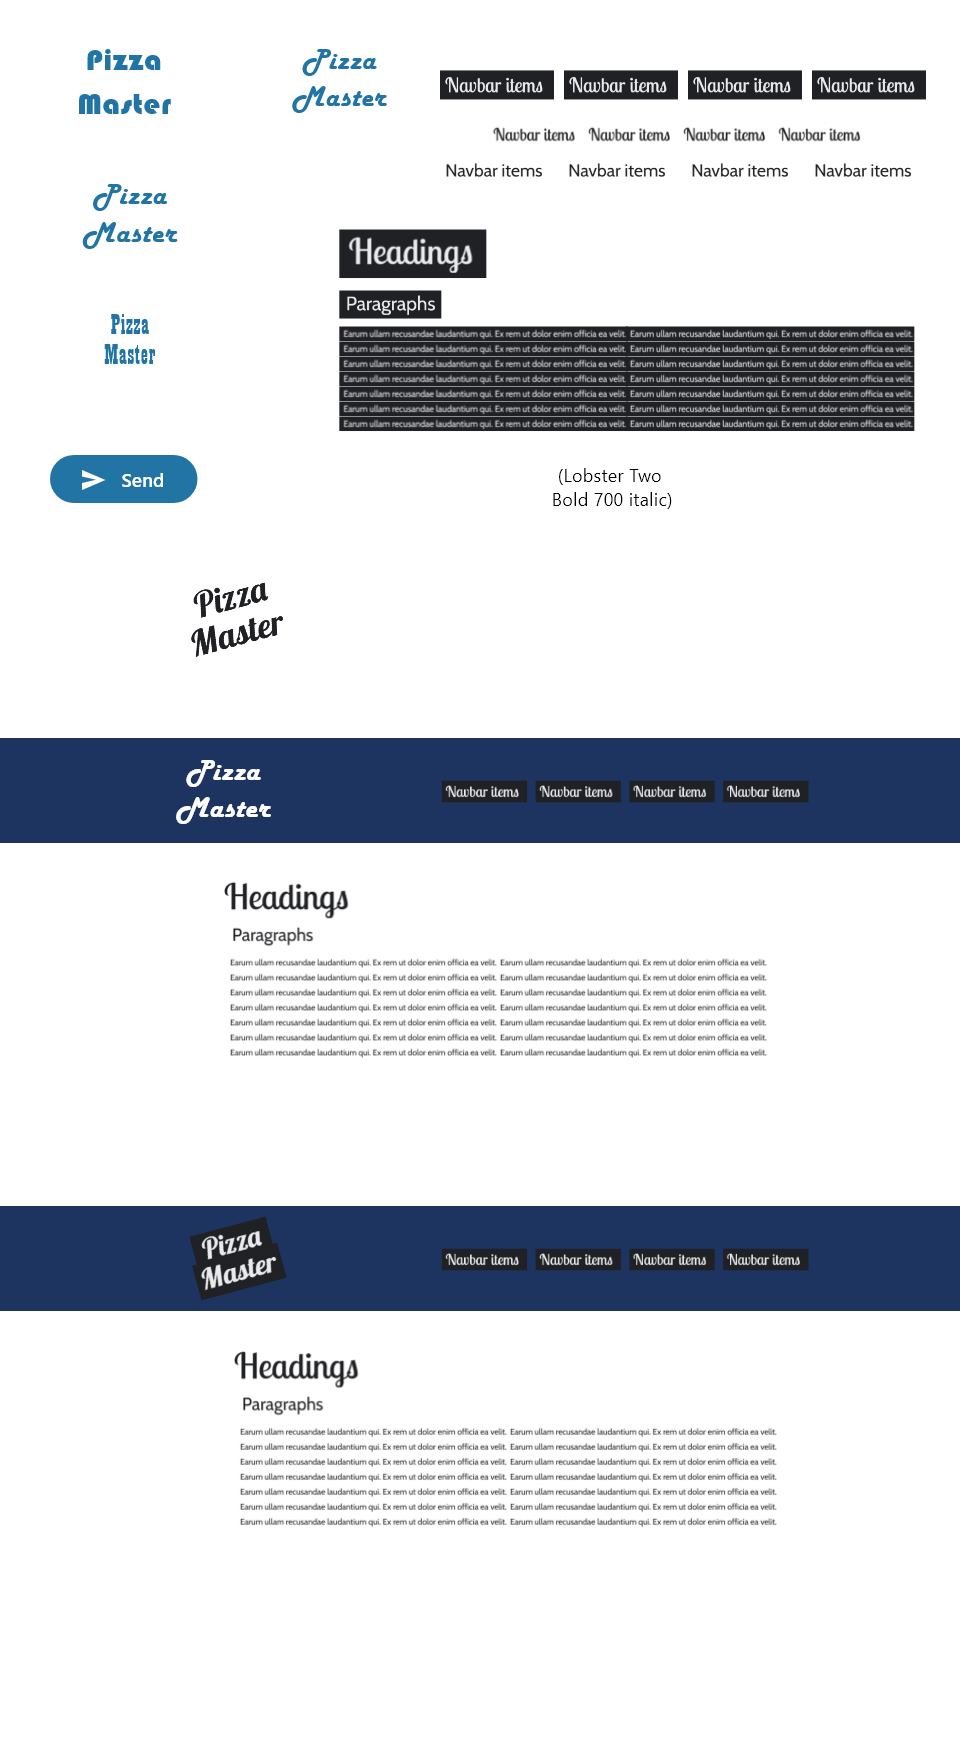 Pizza
Master
Pizza
Master
Navbar items Navbar items Navbar items Navbar items
Navbar items Navbar items Navbar items Navbar items
Navbar items Navbar items Navbar items Navbar items
Pizza
Master
Headings
Paragraphs
Pizza
Master
Earum ullam recusandae laudantium qui. Ex rem ut dolor enim officia ea velit. Earum ullam recusandae laudantium qui. Ex rem ut dolor enim officia ea velit.
Earum ullam recusandae laudantium qui. Ex rem ut dolor enim officia ea velit. Earum ullam recusandae laudantium qui. Ex rem ut dolor enim officia ea velit.
Earum ullam recusandae laudantium qui. Ex rem ut dolor enim officia ea velit. Earum ullam recusandae laudantium qui. Ex rem ut dolor enim officia ea velit.
Earum ullam recusandae laudantium qui. Ex rem ut dolor enim officia ea velit. Earum ullam recusandae laudantium qui. Ex rem ut dolor enim officia ea velit.
Earum ullam recusandae laudantium qui. Ex rem ut dolor enim officia ea velit. Earum ullam recusandae laudantium qui. Ex rem ut dolor enim officia ea velit.
Earum ullam recusandae laudantium qui. Ex rem ut dolor enim officia ea velit. Earum ullam recusandae laudantium qui. Ex rem ut dolor enim officia ea velit.
Earum ullam recusandae laudantium qui. Ex rem ut dolor enim officia ea velit. Earum ullam recusandae laudantium qui. Ex rem ut dolor enim officia ea velit.
Send
(Lobster Two
Bold 700 italic)
Pizza
Master
Pizza
Master
Navbar items Navbar items Navbar items Navbar items
Headings
Paragraphs
Earum ullam recusandae laudantium qui. Ex rem ut dolor enim officia ea velit. Earum ullam recusandae laudantium qui. Ex rem ut dolor enim officia ea velit.
Earum ullam recusandae laudantium qui. Ex rem ut dolor enim officia ea velit. Earum ullam recusandae laudantium qui. Ex rem ut dolor enim officia ea velit.
Earum ullam recusandae laudantium qui. Ex rem ut dolor enim officia ea velit. Earum ullam recusandae laudantium qui. Ex rem ut dolor enim officia ea velit.
Earum ullam recusandae laudantium qui. Ex rem ut dolor enim officia ea velit. Earum ullam recusandae laudantium qui. Ex rem ut dolor enim officia ea velit.
Earum ullam recusandae laudantium qui. Ex rem ut dolor enim officia ea velit. Earum ullam recusandae laudantium qui. Ex rem ut dolor enim officia ea velit.
Earum ullam recusandae laudantium qui. Ex rem ut dolor enim officia ea velit. Earum ullam recusandae laudantium qui. Ex rem ut dolor enim officia ea velit.
Earum ullam recusandae laudantium qui. Ex rem ut dolor enim officia ea velit. Earum ullam recusandae laudantium qui. Ex rem ut dolor enim officia ea velit.
Pizza
Master
Navbar items Navbar items Navbar items Navbar items
Headings
Paragraphs
Earum ullam recusandae laudantium qui. Ex rem ut dolor enim officia ea velit. Earum ullam recusandae laudantium qui. Ex rem ut dolor enim officia ea velit.
Earum ullam recusandae laudantium qui. Ex rem ut dolor enim officia ea velit. Earum ullam recusandae laudantium qui. Ex rem ut dolor enim officia ea velit.
Earum ullam recusandae laudantium qui. Ex rem ut dolor enim officia ea velit. Earum ullam recusandae laudantium qui. Ex rem ut dolor enim officia ea velit.
Earum ullam recusandae laudantium qui. Ex rem ut dolor enim officia ea velit. Earum ullam recusandae laudantium qui. Ex rem ut dolor enim officia ea velit.
Earum ullam recusandae laudantium qui. Ex rem ut dolor enim officia ea velit. Earum ullam recusandae laudantium qui. Ex rem ut dolor enim officia ea velit.
Earum ullam recusandae laudantium qui. Ex rem ut dolor enim officia ea velit. Earum ullam recusandae laudantium qui. Ex rem ut dolor enim officia ea velit.
Earum ullam recusandae laudantium qui. Ex rem ut dolor enim officia ea velit. Earum ullam recusandae laudantium qui. Ex rem ut dolor enim officia ea velit.